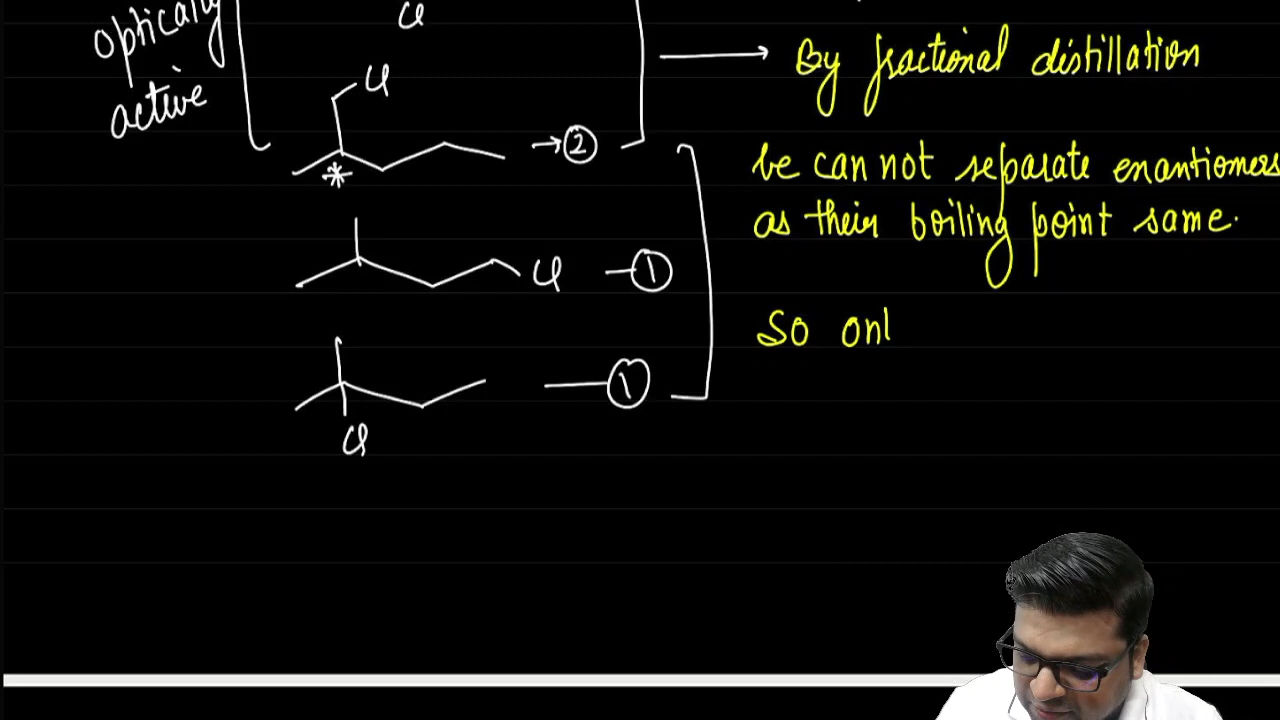 optically
active
Cl
Cl
*
→ 2
→ By fractional distillation
be can not separate enantiomers
as their boiling point same.
Cl — 1
So onl
— 1
Cl